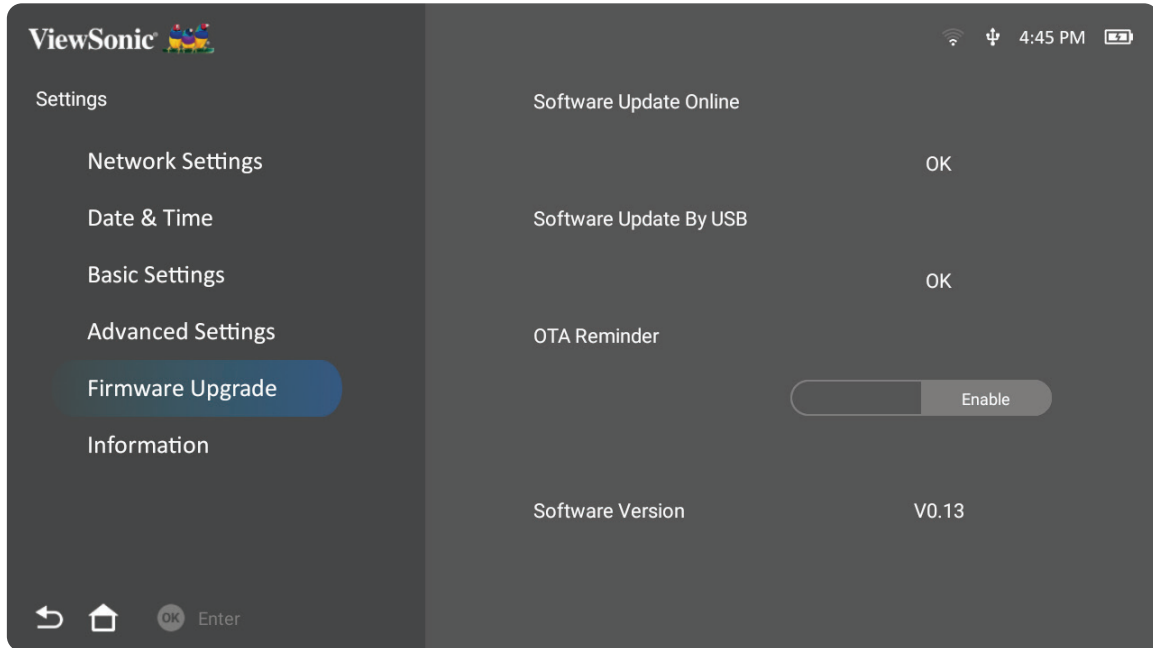 ViewSonic
4:45 PM
Settings
Network Settings
Date & Time
Basic Settings
Advanced Settings
Firmware Upgrade
Information
OK Enter
Software Update Online
OK
Software Update By USB
OK
OTA Reminder
Enable
Software Version V0.13